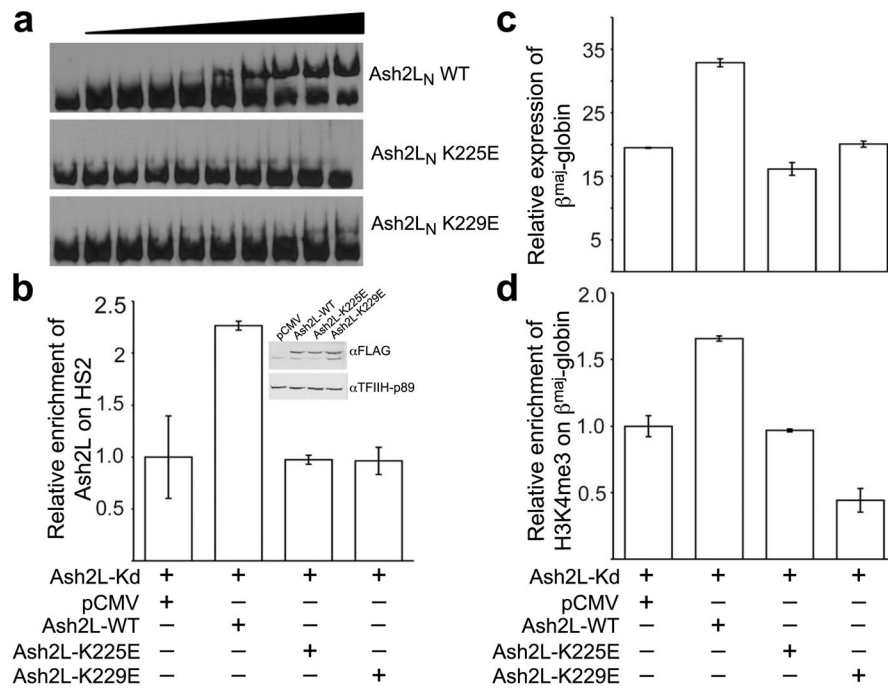 a
Ash2LN WT
Ash2LN K225E
Ash2LN K229E
b
Relative enrichment of
Ash2L on HS2
2.5
2
1.0
0.5
pCMV
Ash2L-WT
Ash2L-K225E
Ash2L-K229E
αFLAG
αTFIIH-p89
Ash2L-Kd + + + +
pCMV + – – –
Ash2L-WT – + – –
Ash2L-K225E – – + –
Ash2L-K229E – – – +
c
Relative expression of
βmaj-globin
35
25
15
5
d
Relative enrichment of
H3K4me3 on βmaj-globin
2.0
1.5
1.0
0.5
Ash2L-Kd + + + +
pCMV + – – –
Ash2L-WT – + – –
Ash2L-K225E – – + –
Ash2L-K229E – – – +